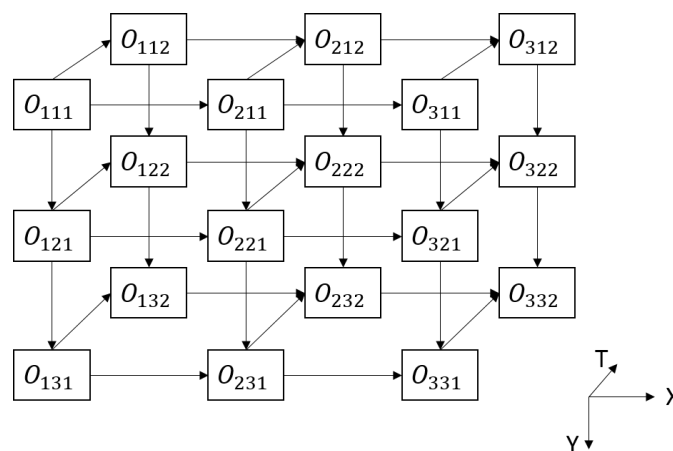 O₁₁₂ O₂₁₂ O₃₁₂
O₁₁₁ O₂₁₁ O₃₁₁
O₁₂₂ O₂₂₂ O₃₂₂
O₁₂₁ O₂₂₁ O₃₂₁
O₁₃₂ O₂₃₂ O₃₃₂
O₁₃₁ O₂₃₁ O₃₃₁
T
X
Y